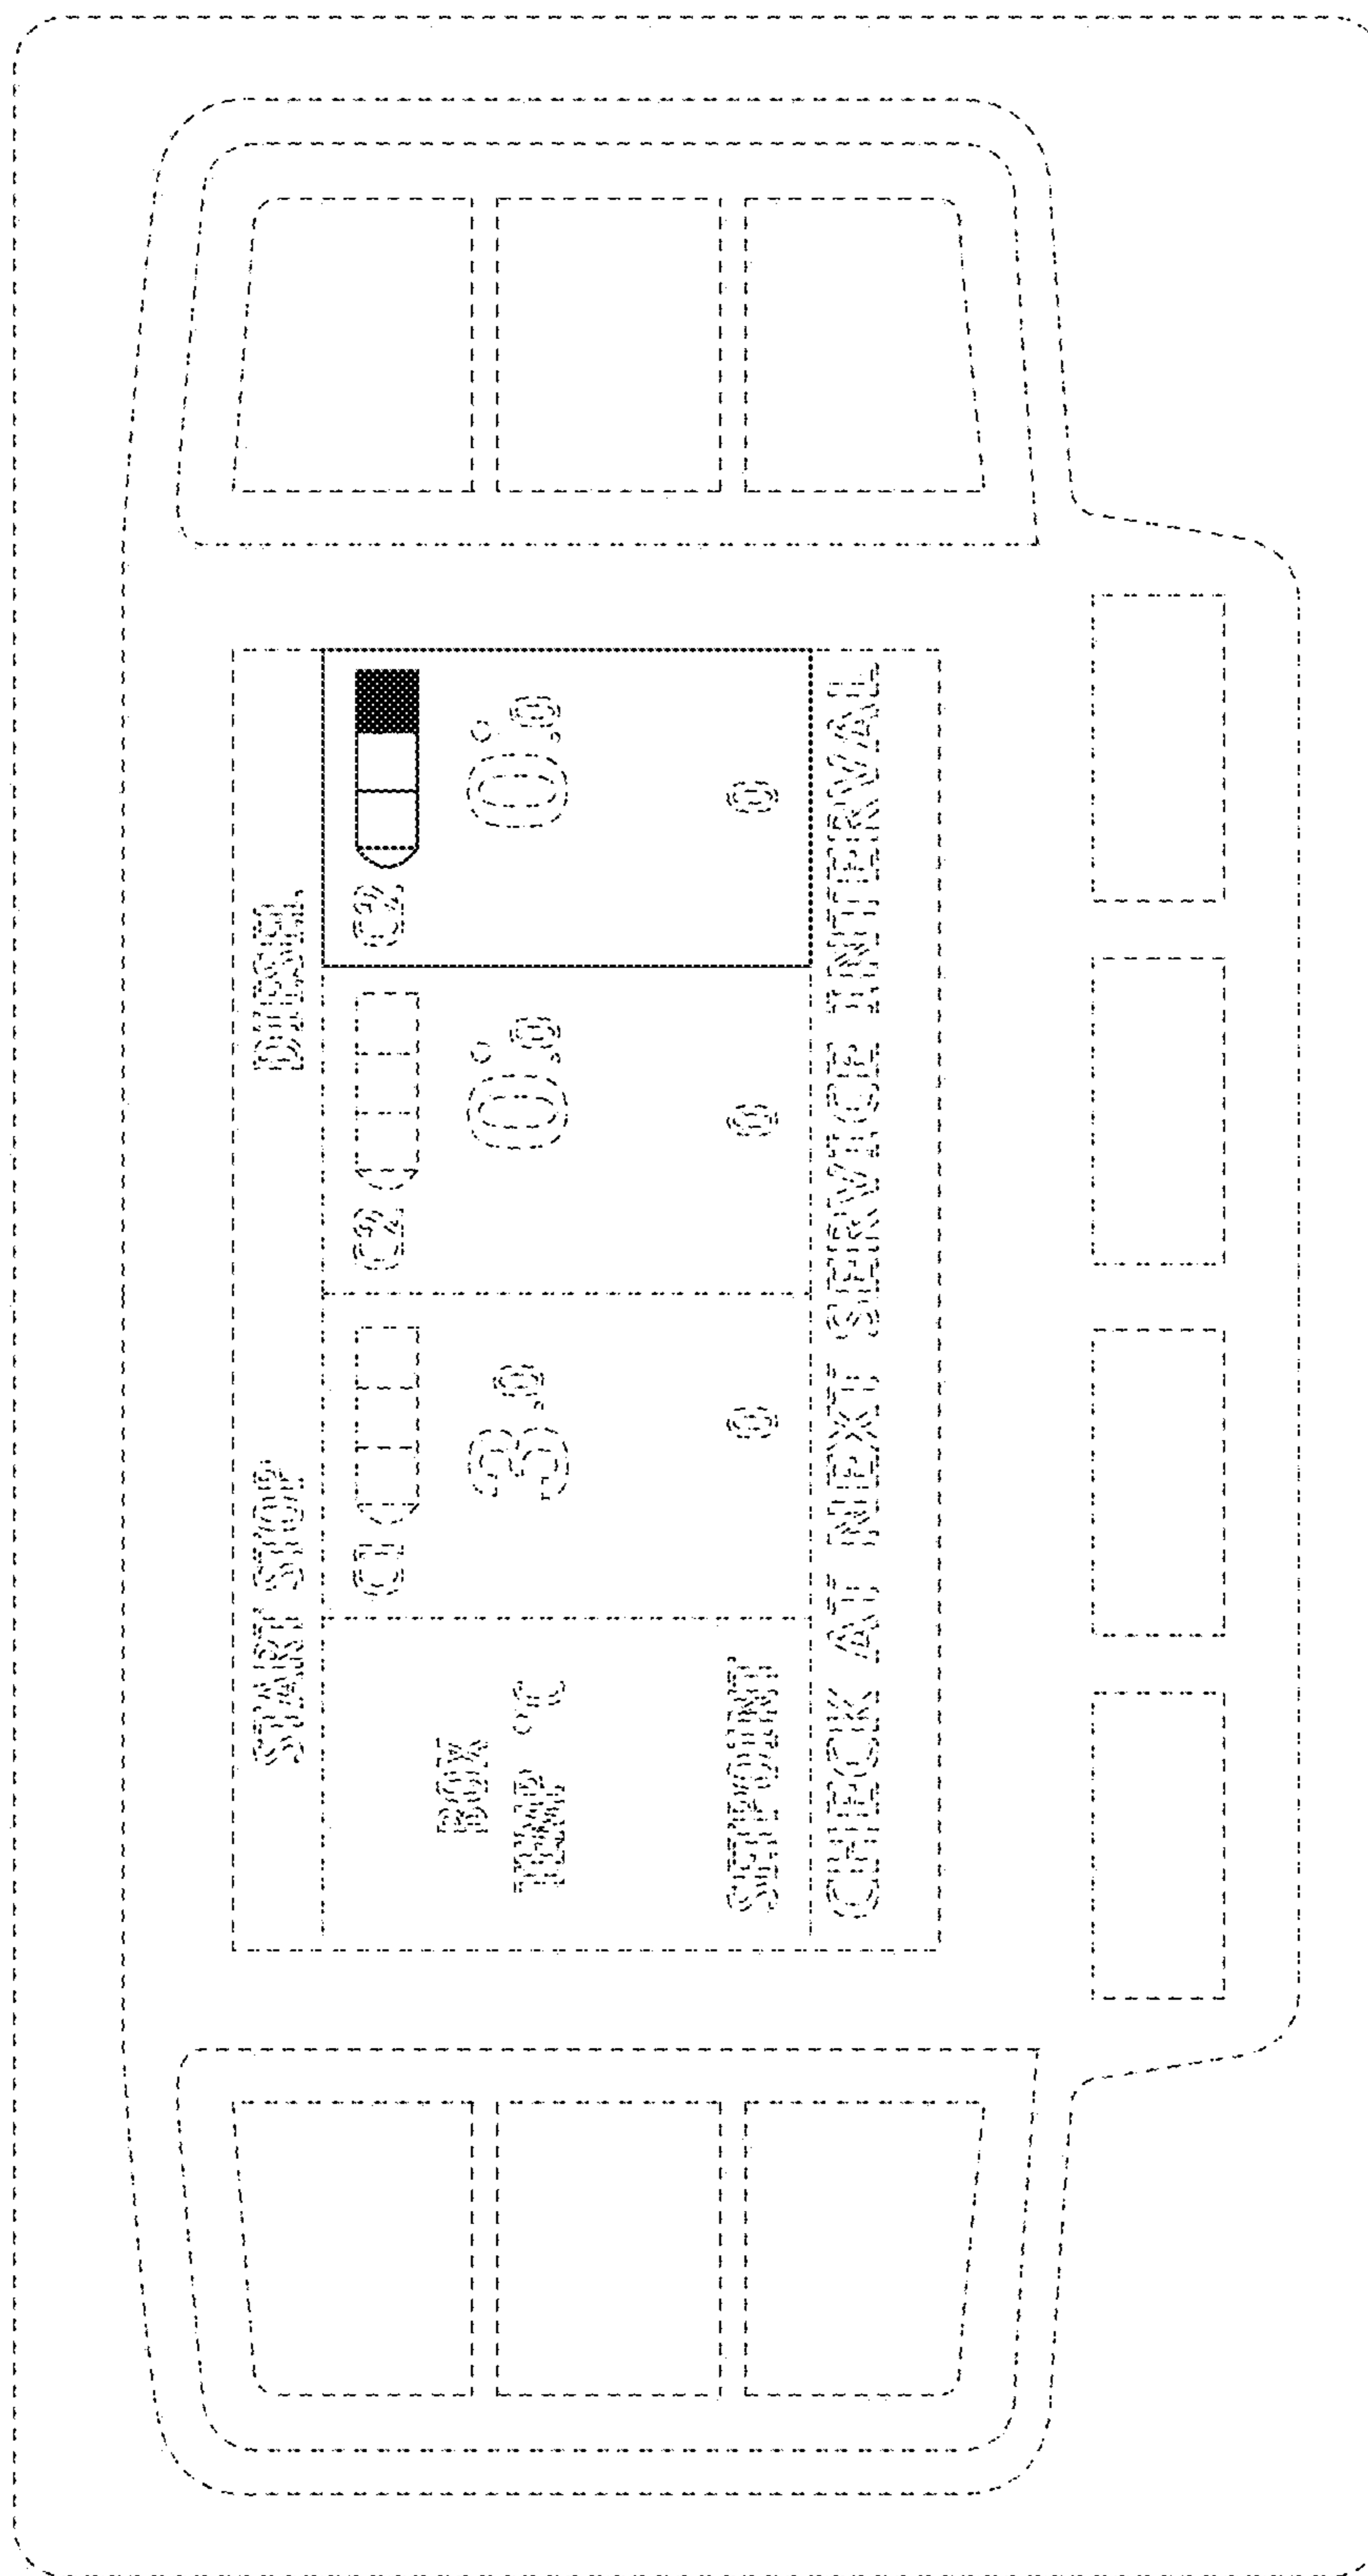 START STOP DIESEL
C1 C2 C2
BOX
TEMP °C 3.0 0°.0 0°.0
SETPOINT 0 0 0
CHECK AT NEXT SERVICE INTERVAL